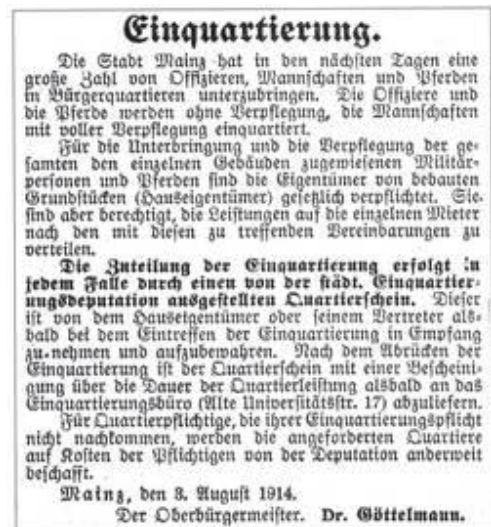 Einquartierung.
Die Stadt Mainz hat in den nächsten Tagen eine
große Zahl von Offizieren, Mannschaften und Pferden
in Bürgerquartieren unterzubringen. Die Offiziere und
die Pferde werden ohne Verpflegung, die Mannschaften
mit voller Verpflegung einquartiert.
Für die Unterbringung und die Verpflegung der ge-
samten den einzelnen Gebäuden zugewiesenen Militär-
personen und Pferden sind die Eigentümer von bebauten
Grundstücken (Hauseigentümer) gesetzlich verpflichtet. Sie
sind aber berechtigt, die Leistungen auf die einzelnen Mieter
nach den mit diesen zu treffenden Vereinbarungen zu
verteilen.
Die Zuteilung der Einquartierung erfolgt in
jedem Falle durch einen von der städt. Einquartier-
ungsdeputation ausgestellten Quartierschein. Dieser
ist von dem Hauseigentümer oder seinem Vertreter als-
bald bei dem Eintreffen der Einquartierung in Empfang
zu nehmen und aufzubewahren. Nach dem Abrücken der
Einquartierung ist der Quartierschein mit einer Bescheini-
gung über die Dauer der Quartierleistung alsbald an das
Einquartierungsbüro (Alte Universitätsstr. 17) abzuliefern.
Für Quartierpflichtige, die ihrer Einquartierungspflicht
nicht nachkommen, werden die angeforderten Quartiere
auf Kosten der Pflichtigen von der Deputation anderweit
beschafft.
Mainz, den 3. August 1914.
Der Oberbürgermeister. Dr. Göttelmann.